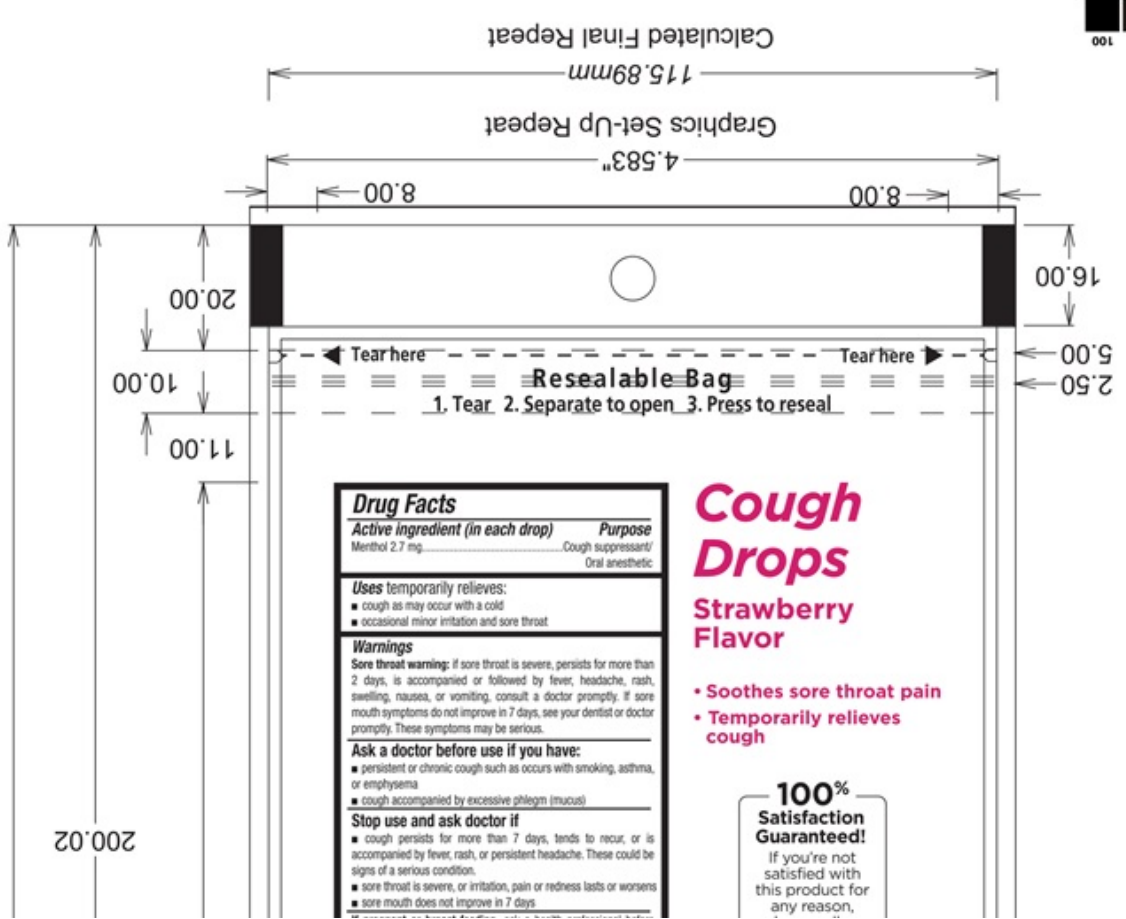 100
Calculated Final Repeat
115.89mm
Graphics Set-Up Repeat
4.583"
8.00
8.00
20.00
16.00
10.00
5.00
2.50
11.00
200.02
Tear here
Tear here
Resealable Bag
1. Tear 2. Separate to open 3. Press to reseal
Drug Facts
Active ingredient (in each drop) Purpose
Menthol 2.7 mg..........................................Cough suppressant/
Oral anesthetic
Uses temporarily relieves:
■ cough as may occur with a cold
■ occasional minor irritation and sore throat
Warnings
Sore throat warning: if sore throat is severe, persists for more than
2 days, is accompanied or followed by fever, headache, rash,
swelling, nausea, or vomiting, consult a doctor promptly. If sore
mouth symptoms do not improve in 7 days, see your dentist or doctor
promptly. These symptoms may be serious.
Ask a doctor before use if you have:
■ persistent or chronic cough such as occurs with smoking, asthma,
or emphysema
■ cough accompanied by excessive phlegm (mucus)
Stop use and ask doctor if
■ cough persists for more than 7 days, tends to recur, or is
accompanied by fever, rash, or persistent headache. These could be
signs of a serious condition.
■ sore throat is severe, or irritation, pain or redness lasts or worsens
■ sore mouth does not improve in 7 days
Cough
Drops
Strawberry
Flavor
• Soothes sore throat pain
• Temporarily relieves
cough
100%
Satisfaction
Guaranteed!
If you're not
satisfied with
this product for
any reason,